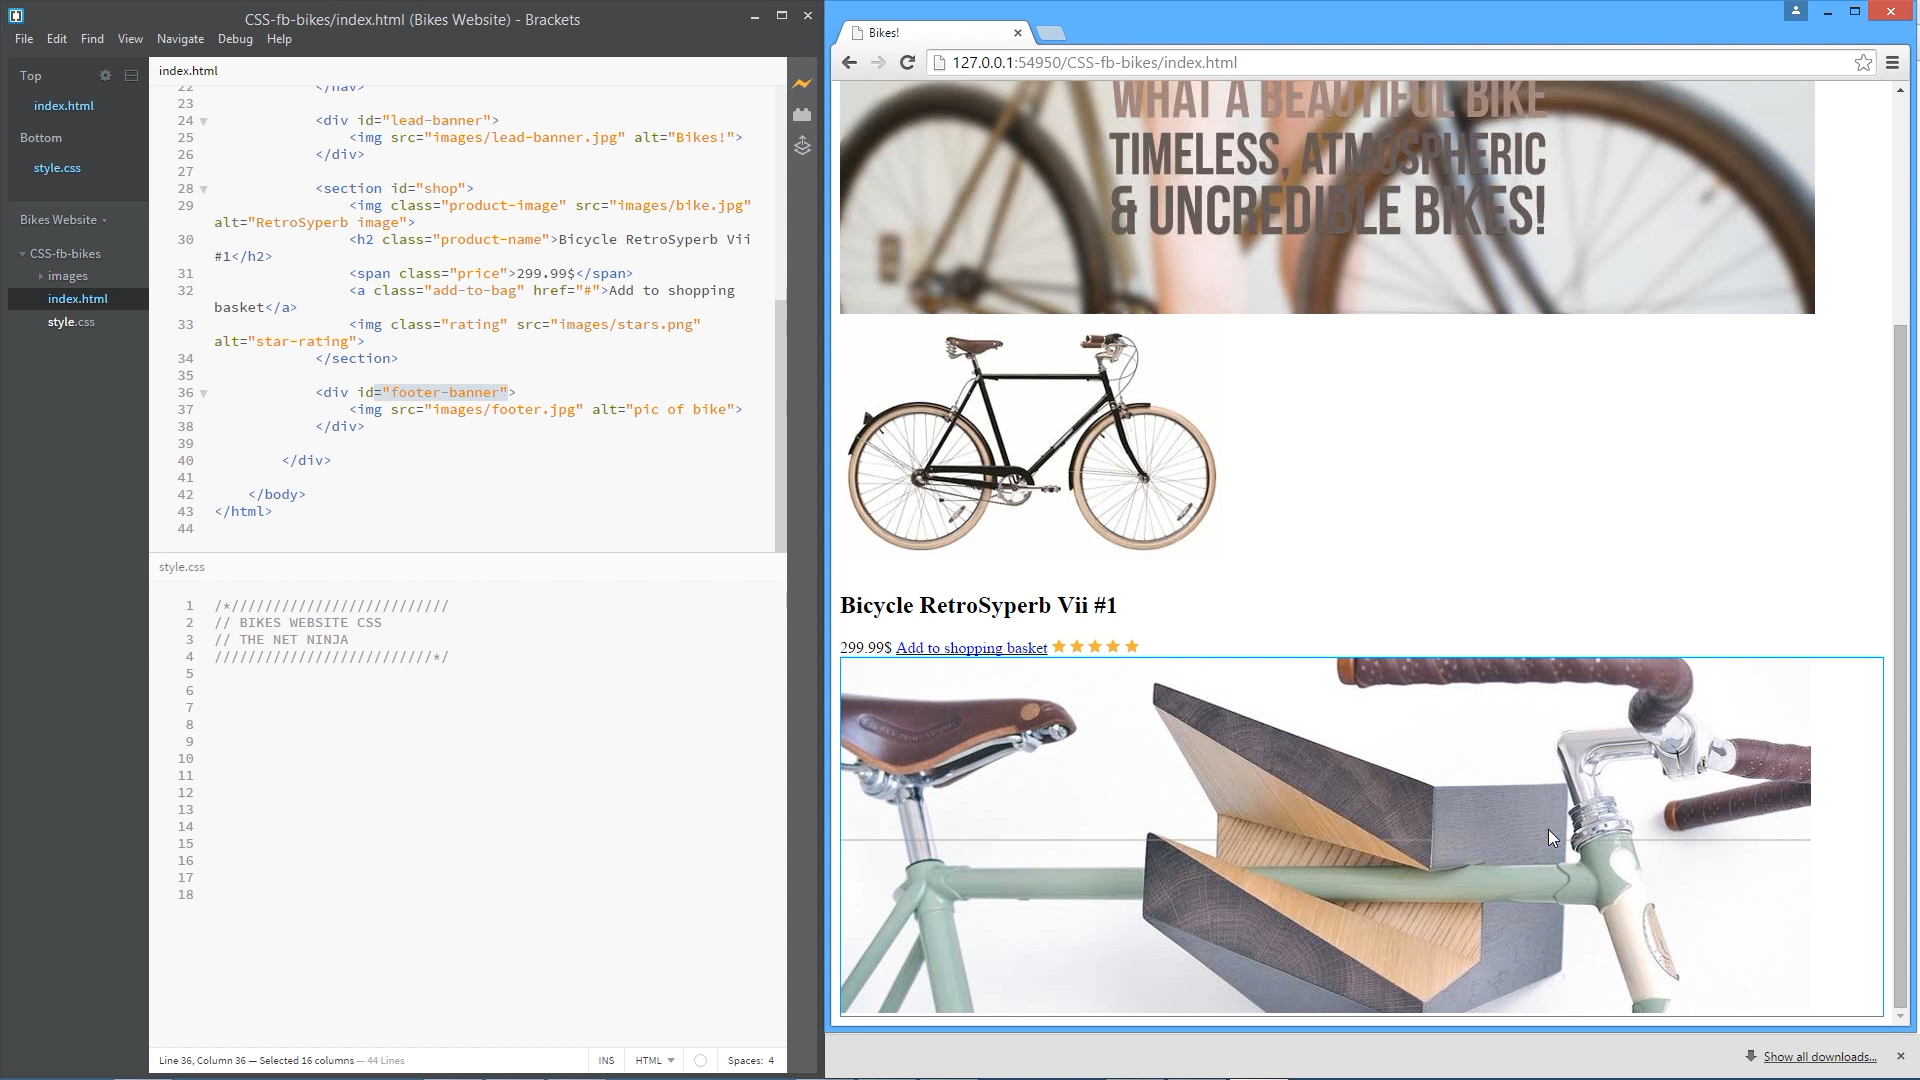 CSS-fb-bikes/index.html (Bikes Website) - Brackets
File Edit Find View Navigate Debug Help
Top
index.html
Bottom
style.css
Bikes Website
CSS-fb-bikes
images
index.html
style.css
index.html
22 </nav>
23
24 <div id="lead-banner">
25 <img src="images/lead-banner.jpg" alt="Bikes!">
26 </div>
27
28 <section id="shop">
29 <img class="product-image" src="images/bike.jpg"
alt="RetroSyperb image">
30 <h2 class="product-name">Bicycle RetroSyperb Vii
#1</h2>
31 <span class="price">299.99$</span>
32 <a class="add-to-bag" href="#">Add to shopping
basket</a>
33 <img class="rating" src="images/stars.png"
alt="star-rating">
34 </section>
35
36 <div id="footer-banner">
37 <img src="images/footer.jpg" alt="pic of bike">
38 </div>
39
40 </div>
41
42 </body>
43 </html>
44
style.css
1 /*//////////////////////////
2 // BIKES WEBSITE CSS
3 // THE NET NINJA
4 //////////////////////////*/
5
6
7
8
9
10
11
12
13
14
15
16
17
18
Line 36, Column 36 — Selected 16 columns — 44 Lines
INS
HTML
Spaces: 4
Bikes!
127.0.0.1:54950/CSS-fb-bikes/index.html
WHAT A BEAUTIFUL BIKE
TIMELESS, ATMOSPHERIC
& UNCREDIBLE BIKES!
Bicycle RetroSyperb Vii #1
299.99$ Add to shopping basket
Show all downloads...